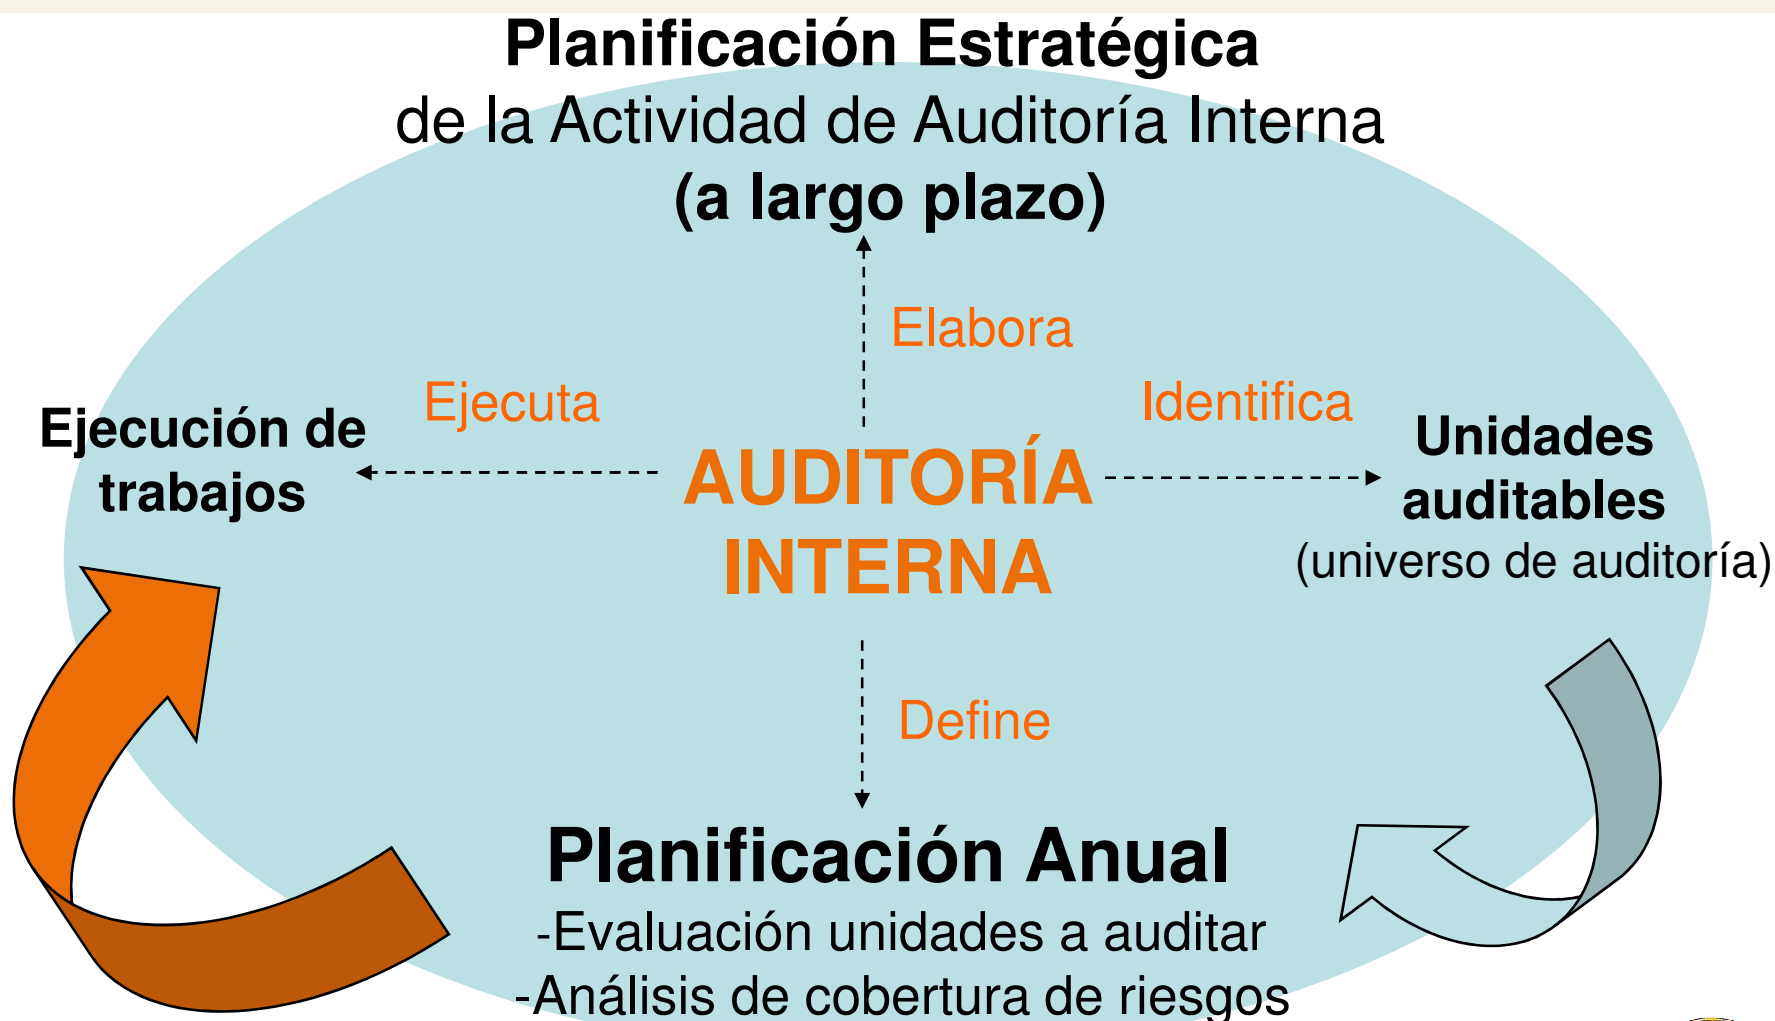 Planificación Estratégica
de la Actividad de Auditoría Interna
(a largo plazo)
Elabora
Ejecuta
Identifica
Ejecución de
trabajos
AUDITORÍA
INTERNA
Unidades
auditables
(universo de auditoría)
Define
Planificación Anual
-Evaluación unidades a auditar
-Análisis de cobertura de riesgos